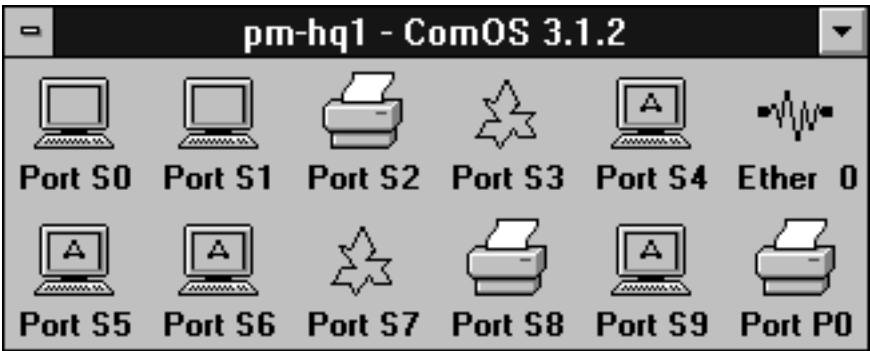 pm-hq1 - ComOS 3.1.2
A
Port S0 Port S1 Port S2 Port S3 Port S4 Ether 0
A A A
Port S5 Port S6 Port S7 Port S8 Port S9 Port P0